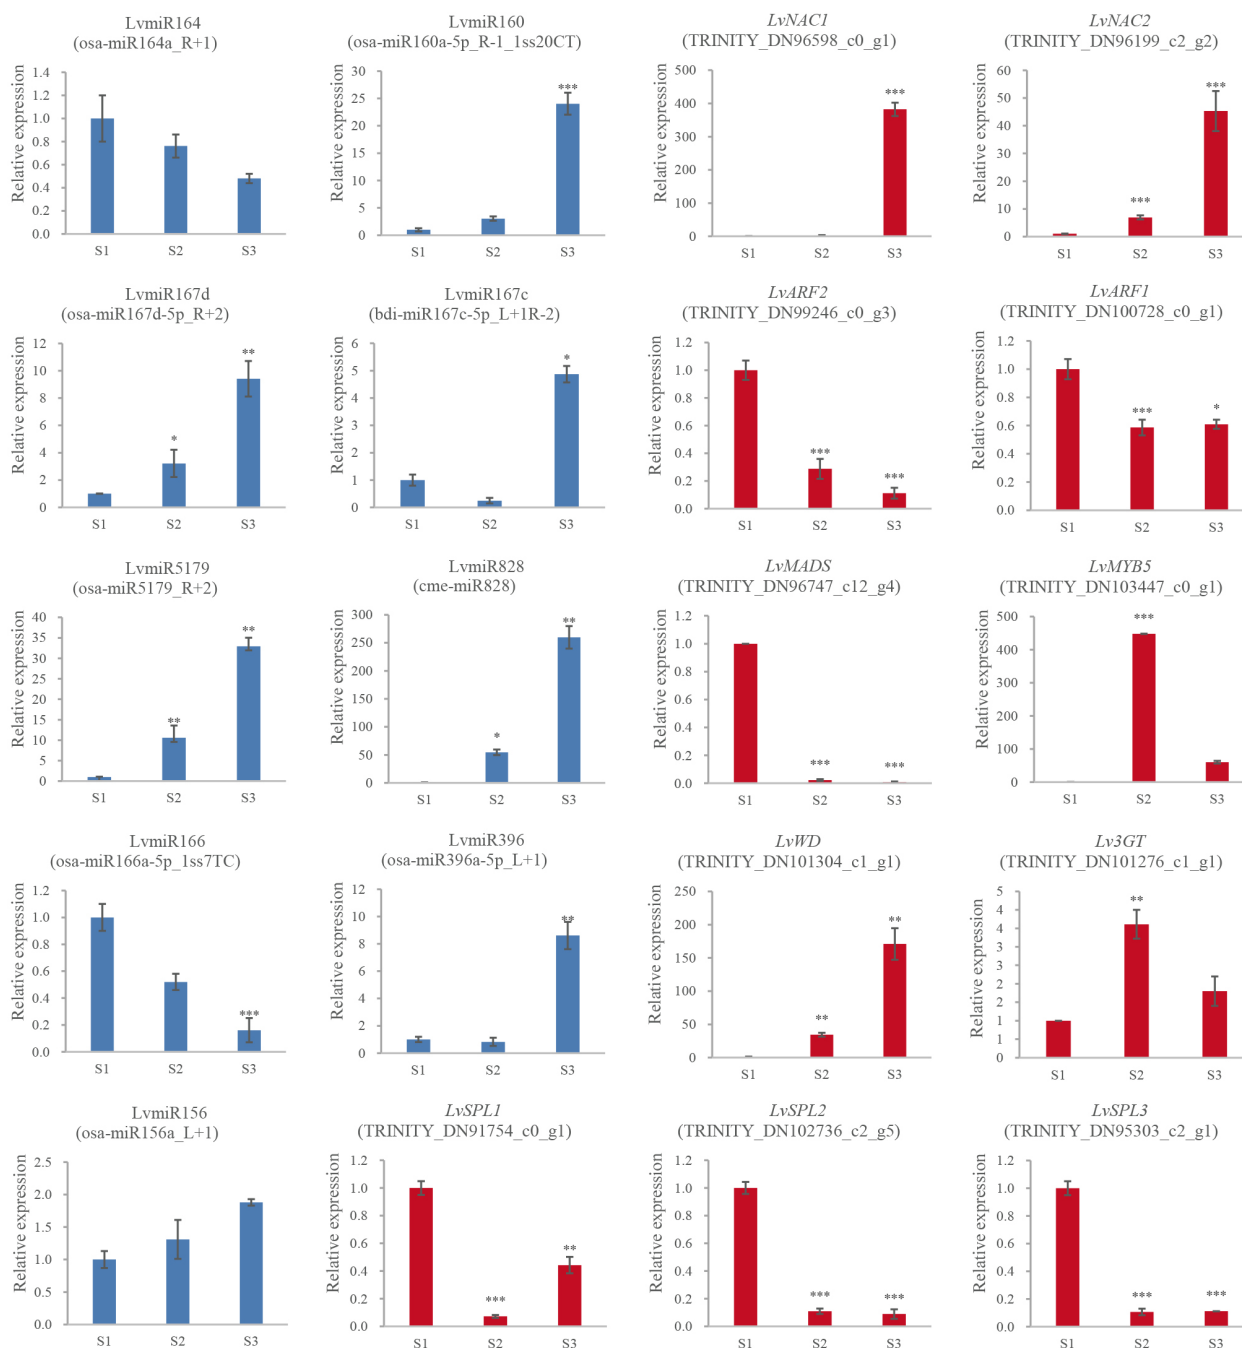 LvmiR164
(osa-miR164a_R+1)
Relative expression
1.4
1.2
1.0
0.8
0.6
0.4
0.2
0.0
S1
S2
S3
LvmiR160
(osa-miR160a-5p_R-1_1ss20CT)
Relative expression
30
25
20
15
10
5
0
***
S1
S2
S3
LvNAC1
(TRINITY_DN96598_c0_g1)
Relative expression
500
400
300
200
100
0
***
S1
S2
S3
LvNAC2
(TRINITY_DN96199_c2_g2)
Relative expression
60
50
40
30
20
10
0
***
***
S1
S2
S3
LvmiR167d
(osa-miR167d-5p_R+2)
Relative expression
12
10
8
6
4
2
0
*
**
S1
S2
S3
LvmiR167c
(bdi-miR167c-5p_L+1R-2)
Relative expression
6
5
4
3
2
1
0
*
S1
S2
S3
LvARF2
(TRINITY_DN99246_c0_g3)
Relative expression
1.2
1.0
0.8
0.6
0.4
0.2
0.0
***
***
S1
S2
S3
LvARF1
(TRINITY_DN100728_c0_g1)
Relative expression
1.2
1.0
0.8
0.6
0.4
0.2
0.0
***
*
S1
S2
S3
LvmiR5179
(osa-miR5179_R+2)
Relative expression
40
35
30
25
20
15
10
5
0
**
**
S1
S2
S3
LvmiR828
(cme-miR828)
Relative expression
300
250
200
150
100
50
0
*
**
S1
S2
S3
LvMADS
(TRINITY_DN96747_c12_g4)
Relative expression
1.2
1.0
0.8
0.6
0.4
0.2
0.0
***
***
S1
S2
S3
LvMYB5
(TRINITY_DN103447_c0_g1)
Relative expression
500
400
300
200
100
0
***
S1
S2
S3
LvmiR166
(osa-miR166a-5p_1ss7TC)
Relative expression
1.2
1.0
0.8
0.6
0.4
0.2
0.0
***
S1
S2
S3
LvmiR396
(osa-miR396a-5p_L+1)
Relative expression
12
10
8
6
4
2
0
**
S1
S2
S3
LvWD
(TRINITY_DN101304_c1_g1)
Relative expression
250
200
150
100
50
0
**
**
S1
S2
S3
Lv3GT
(TRINITY_DN101276_c1_g1)
Relative expression
5
4
4
3
3
2
2
1
1
0
**
S1
S2
S3
LvmiR156
(osa-miR156a_L+1)
Relative expression
2.5
2.0
1.5
1.0
0.5
0.0
S1
S2
S3
LvSPL1
(TRINITY_DN91754_c0_g1)
Relative expression
1.2
1.0
0.8
0.6
0.4
0.2
0.0
***
**
S1
S2
S3
LvSPL2
(TRINITY_DN102736_c2_g5)
Relative expression
1.2
1.0
0.8
0.6
0.4
0.2
0.0
***
***
S1
S2
S3
LvSPL3
(TRINITY_DN95303_c2_g1)
Relative expression
1.2
1.0
0.8
0.6
0.4
0.2
0.0
***
***
S1
S2
S3